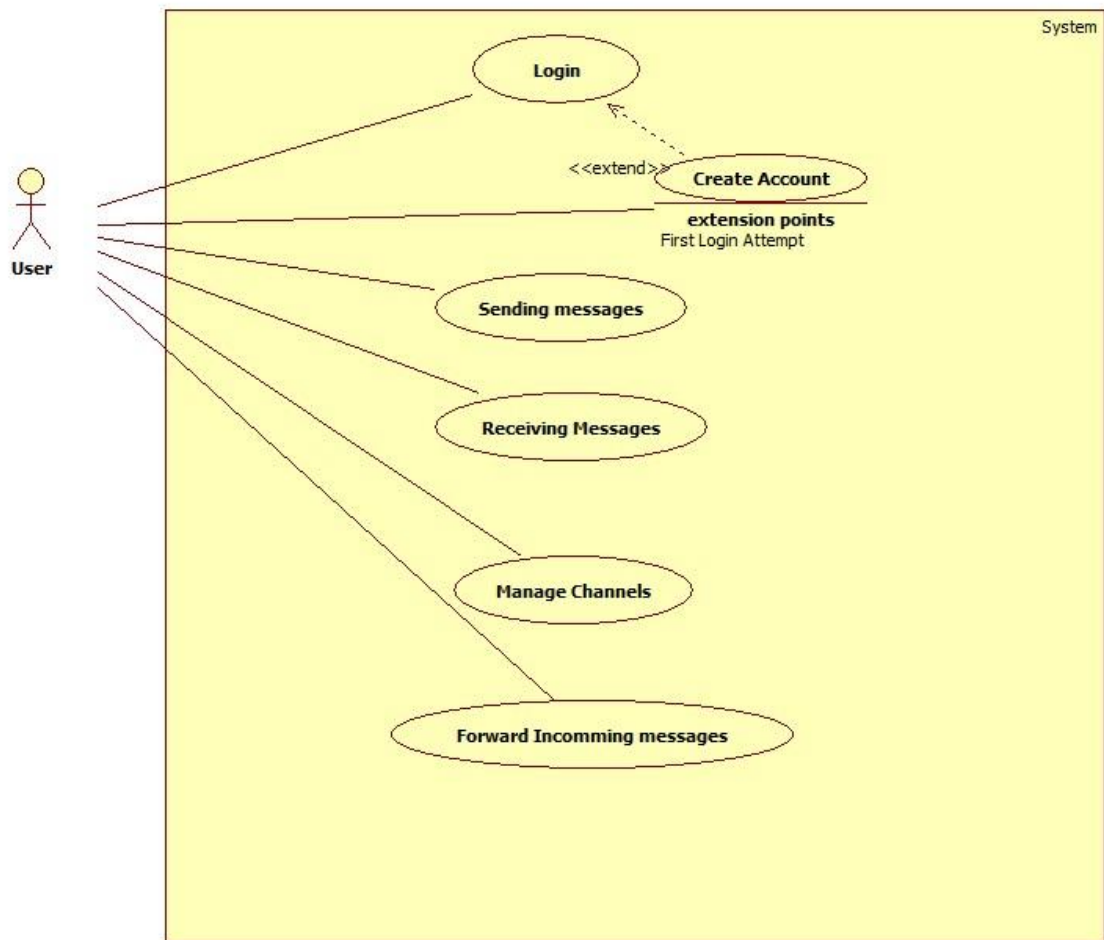 System
Login
<<extend>>
Create Account
extension points
First Login Attempt
User
Sending messages
Receiving Messages
Manage Channels
Forward Incomming messages